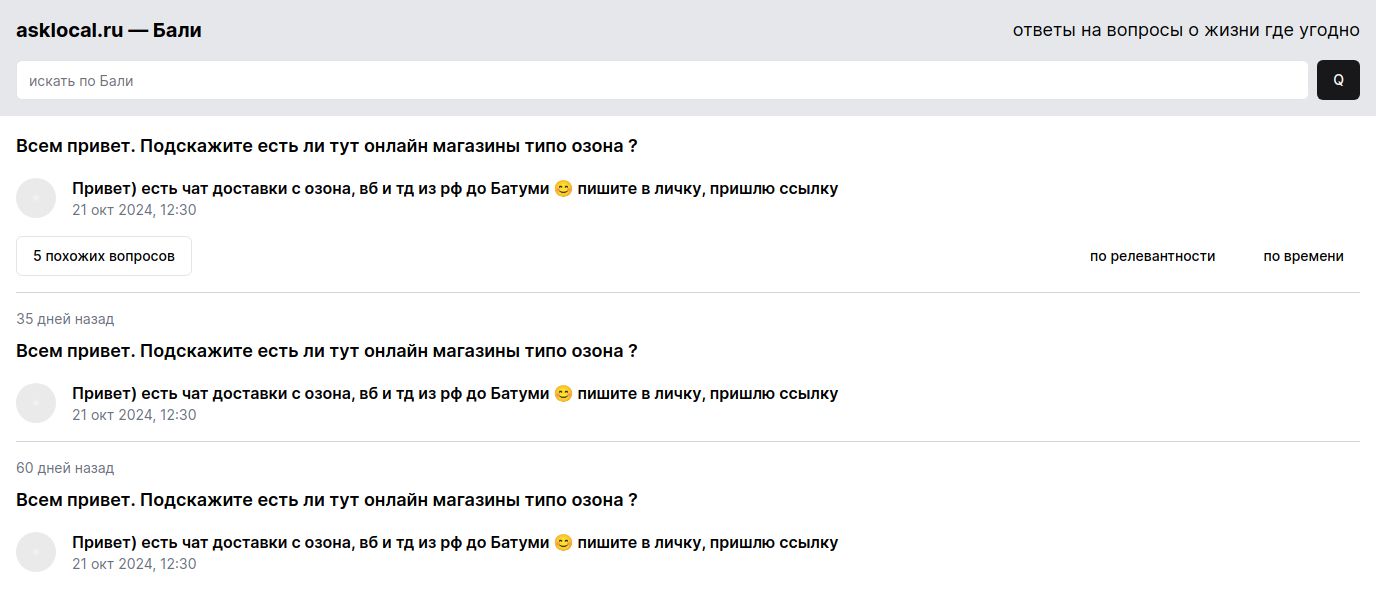 asklocal.ru — Бали
ответы на вопросы о жизни где угодно
искать по Бали
Q
Всем привет. Подскажите есть ли тут онлайн магазины типо озона ?
Привет) есть чат доставки с озона, вб и тд из рф до Батуми 😊 пишите в личку, пришлю ссылку
21 окт 2024, 12:30
5 похожих вопросов
по релевантности
по времени
35 дней назад
Всем привет. Подскажите есть ли тут онлайн магазины типо озона ?
Привет) есть чат доставки с озона, вб и тд из рф до Батуми 😊 пишите в личку, пришлю ссылку
21 окт 2024, 12:30
60 дней назад
Всем привет. Подскажите есть ли тут онлайн магазины типо озона ?
Привет) есть чат доставки с озона, вб и тд из рф до Батуми 😊 пишите в личку, пришлю ссылку
21 окт 2024, 12:30